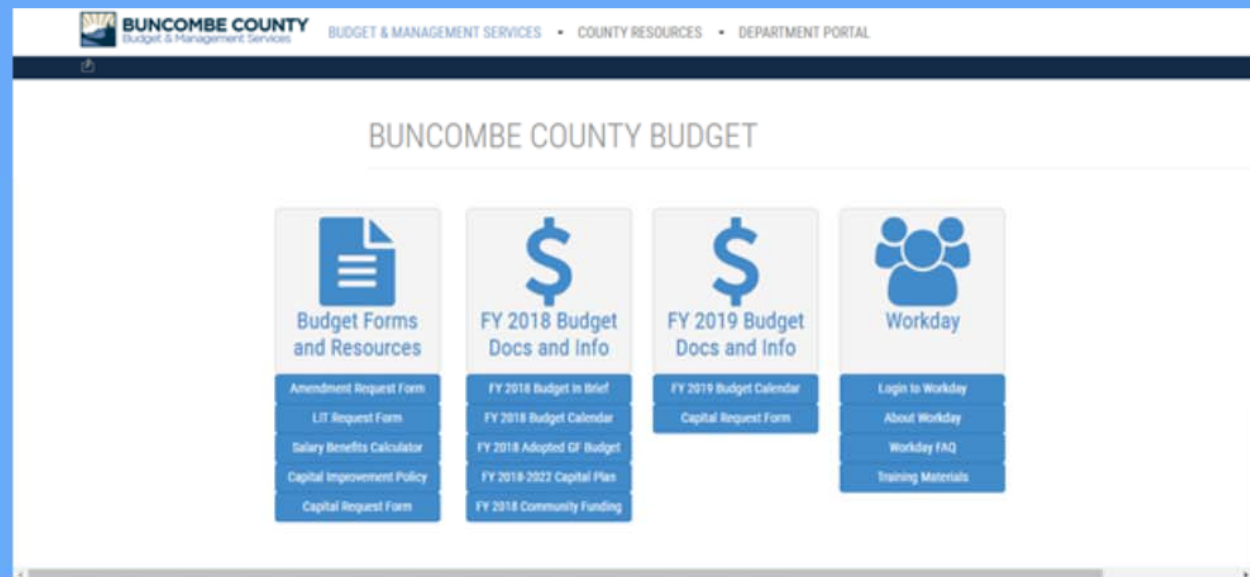 BUNCOMBE COUNTY
Budget & Management Services
BUDGET & MANAGEMENT SERVICES • COUNTY RESOURCES • DEPARTMENT PORTAL
BUNCOMBE COUNTY BUDGET
Budget Forms
and Resources
Amendment Request Form
LIT Request Form
Salary Benefits Calculator
Capital Improvement Policy
Capital Request Form
FY 2018 Budget
Docs and Info
FY 2018 Budget in Brief
FY 2018 Budget Calendar
FY 2018 Adopted GF Budget
FY 2018-2022 Capital Plan
FY 2018 Community Funding
FY 2019 Budget
Docs and Info
FY 2019 Budget Calendar
Capital Request Form
Workday
Login to Workday
About Workday
Workday FAQ
Training Materials